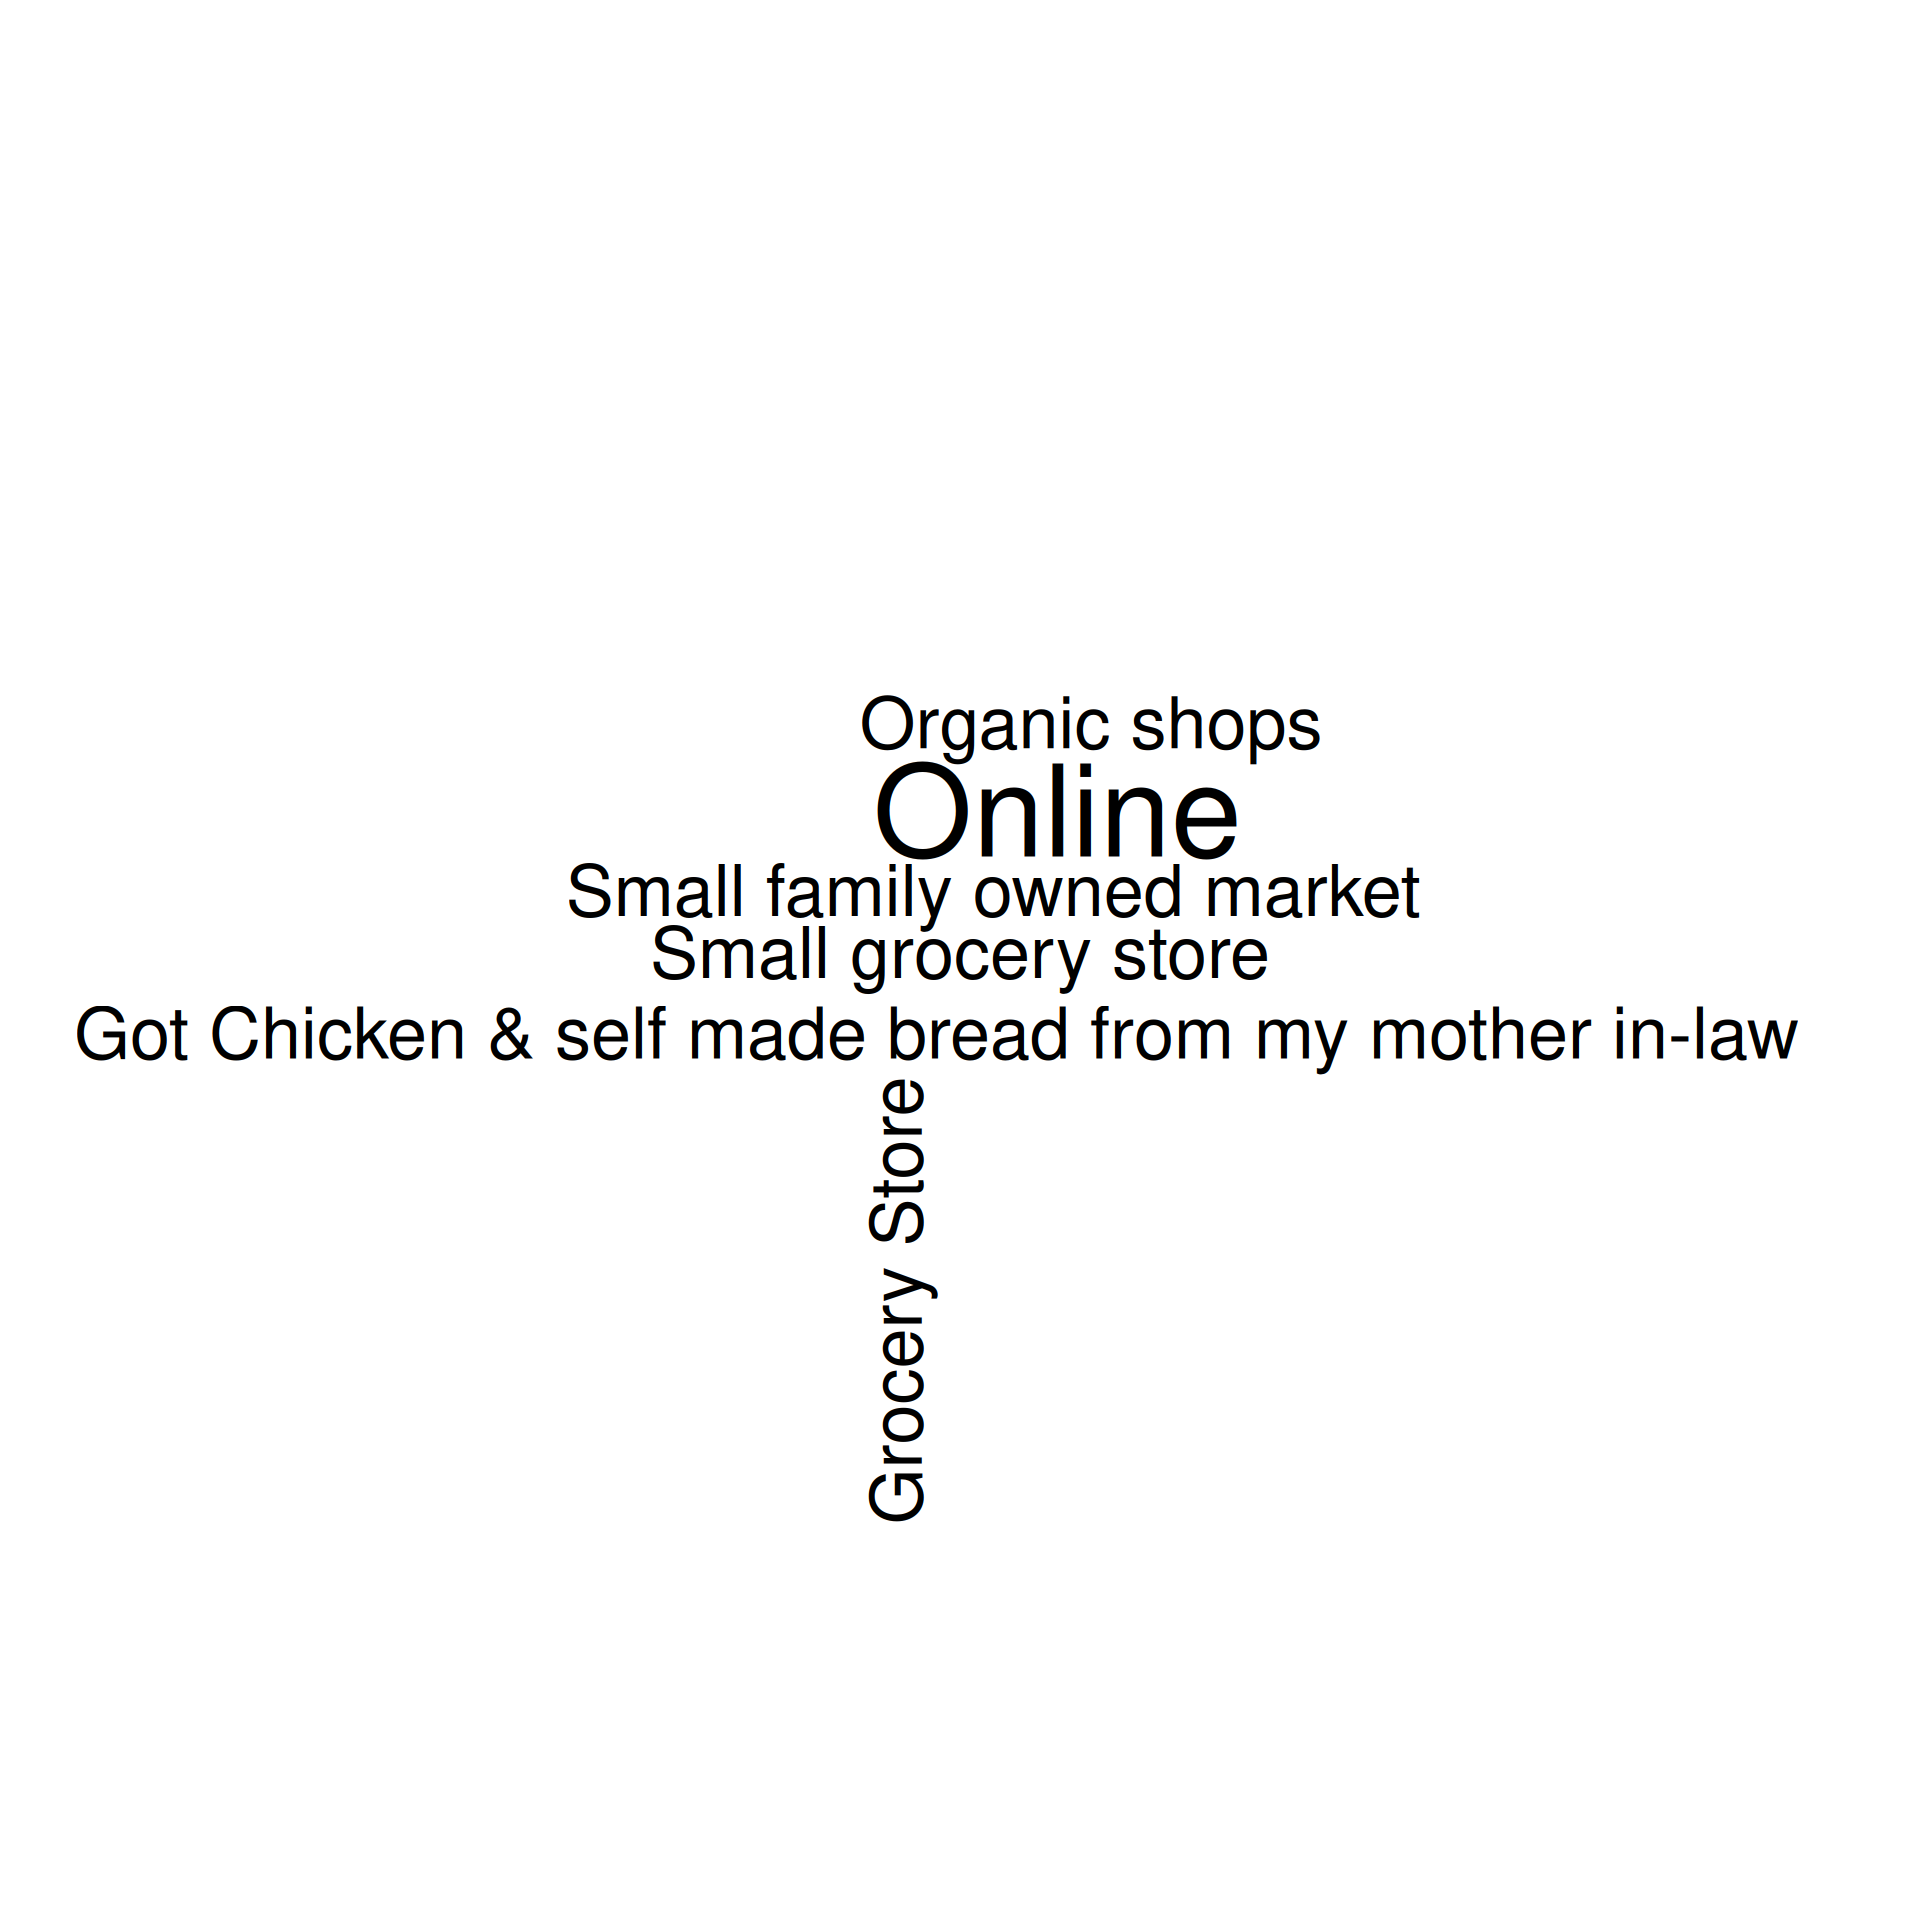 Organic shops
Online
Small family owned market
Small grocery store
Got Chicken & self made bread from my mother in-law
Grocery Store